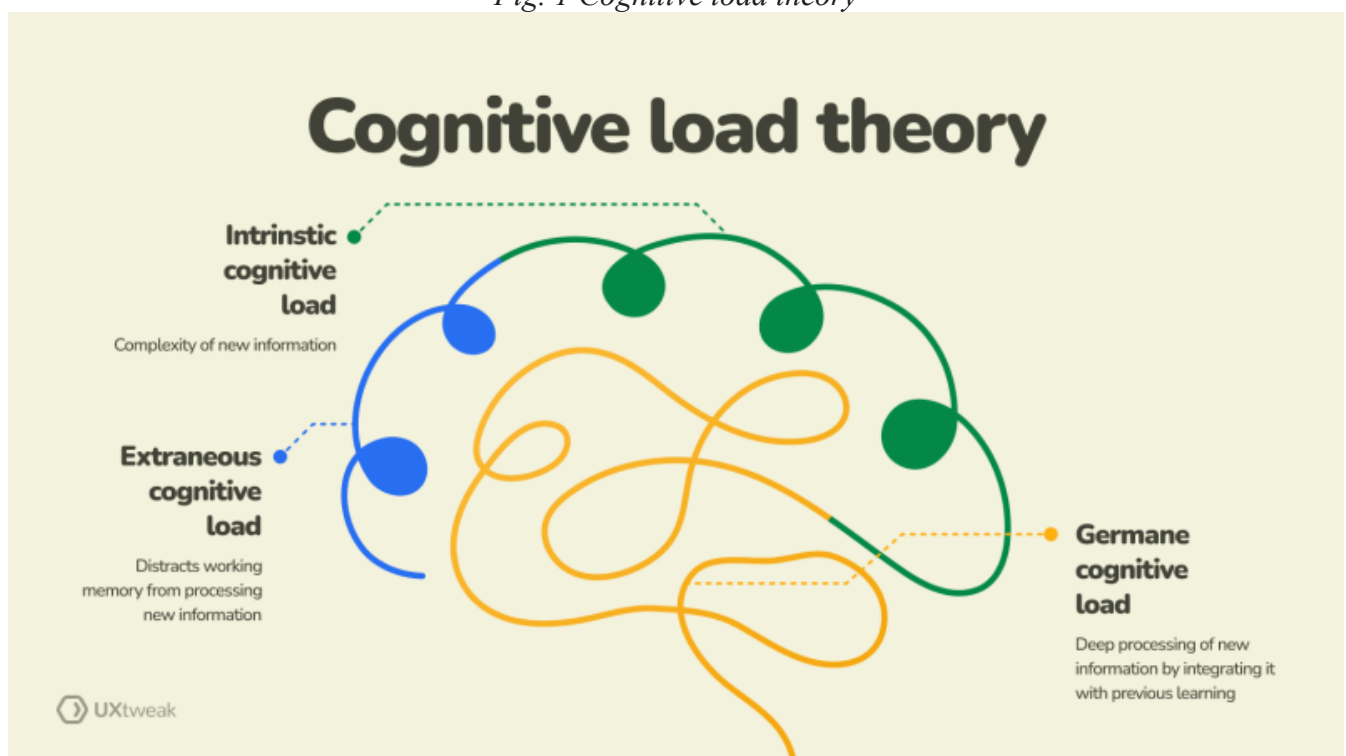 Fig. 1 Cognitive load theory
Cognitive load theory
Intrinstic
cognitive
load
Complexity of new information
Extraneous
cognitive
load
Distracts working
memory from processing
new information
Germane
cognitive
load
Deep processing of new
information by integrating it
with previous learning
UXtweak